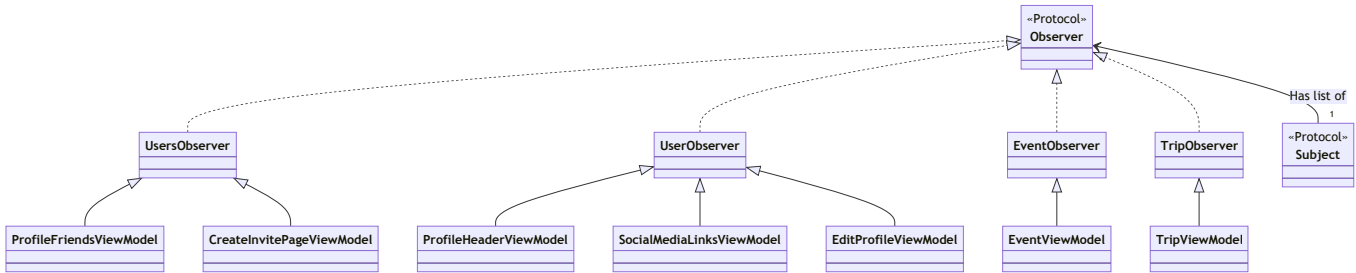 «Protocol»
Observer
Has list of
1
UsersObserver
UserObserver
EventObserver
TripObserver
«Protocol»
Subject
ProfileFriendsViewModel
CreateInvitePageViewModel
ProfileHeaderViewModel
SocialMediaLinksViewModel
EditProfileViewModel
EventViewModel
TripViewModel